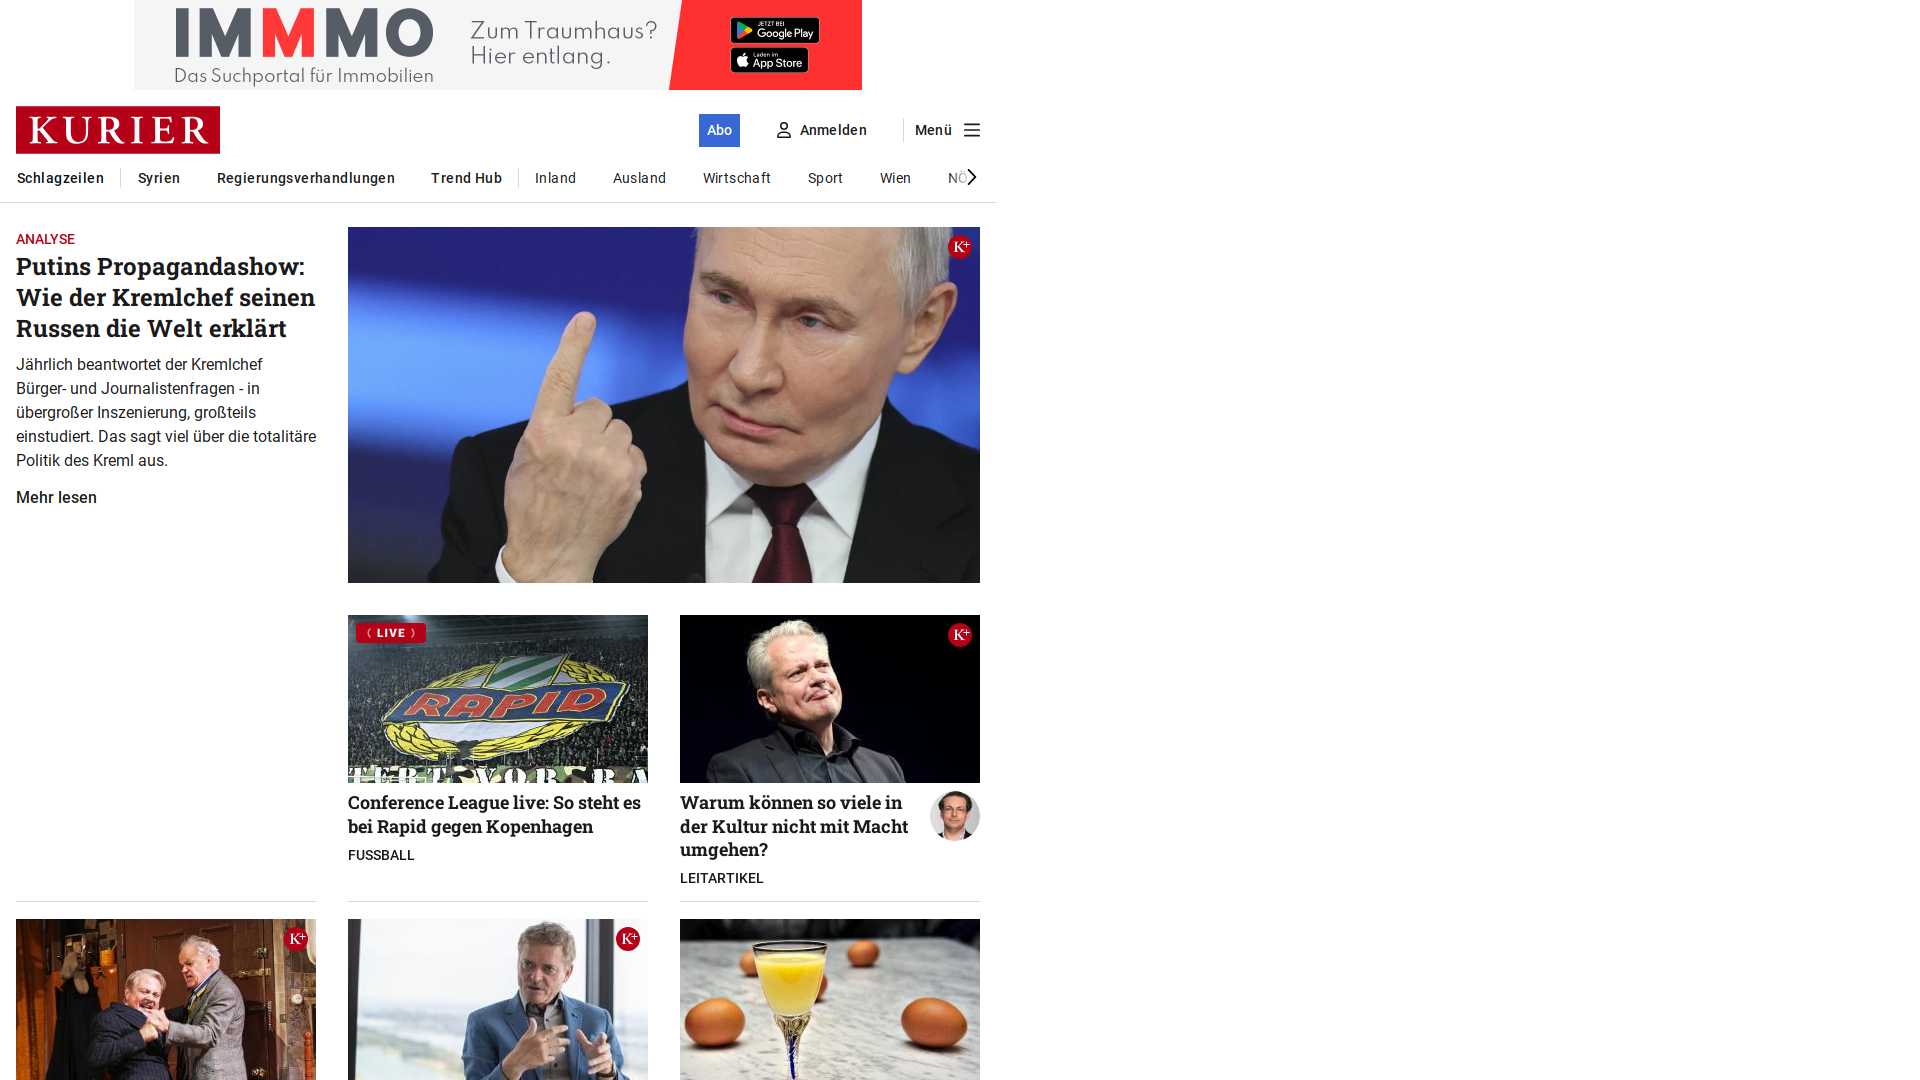 IMMMO
Das Suchportal für Immobilien
Zum Traumhaus?
Hier entlang.
JETZT BEI
Google Play
Laden im
App Store
KURIER
Abo
Anmelden
Menü
Schlagzeilen
Syrien
Regierungsverhandlungen
Trend Hub
Inland
Ausland
Wirtschaft
Sport
Wien
NÖ
ANALYSE
Putins Propagandashow:
Wie der Kremlchef seinen
Russen die Welt erklärt
Jährlich beantwortet der Kremlchef
Bürger- und Journalistenfragen - in
übergroßer Inszenierung, großteils
einstudiert. Das sagt viel über die totalitäre
Politik des Kreml aus.
Mehr lesen
K+
LIVE
RAPID
K+
Conference League live: So steht es
bei Rapid gegen Kopenhagen
FUSSBALL
Warum können so viele in
der Kultur nicht mit Macht
umgehen?
LEITARTIKEL
K+
K+